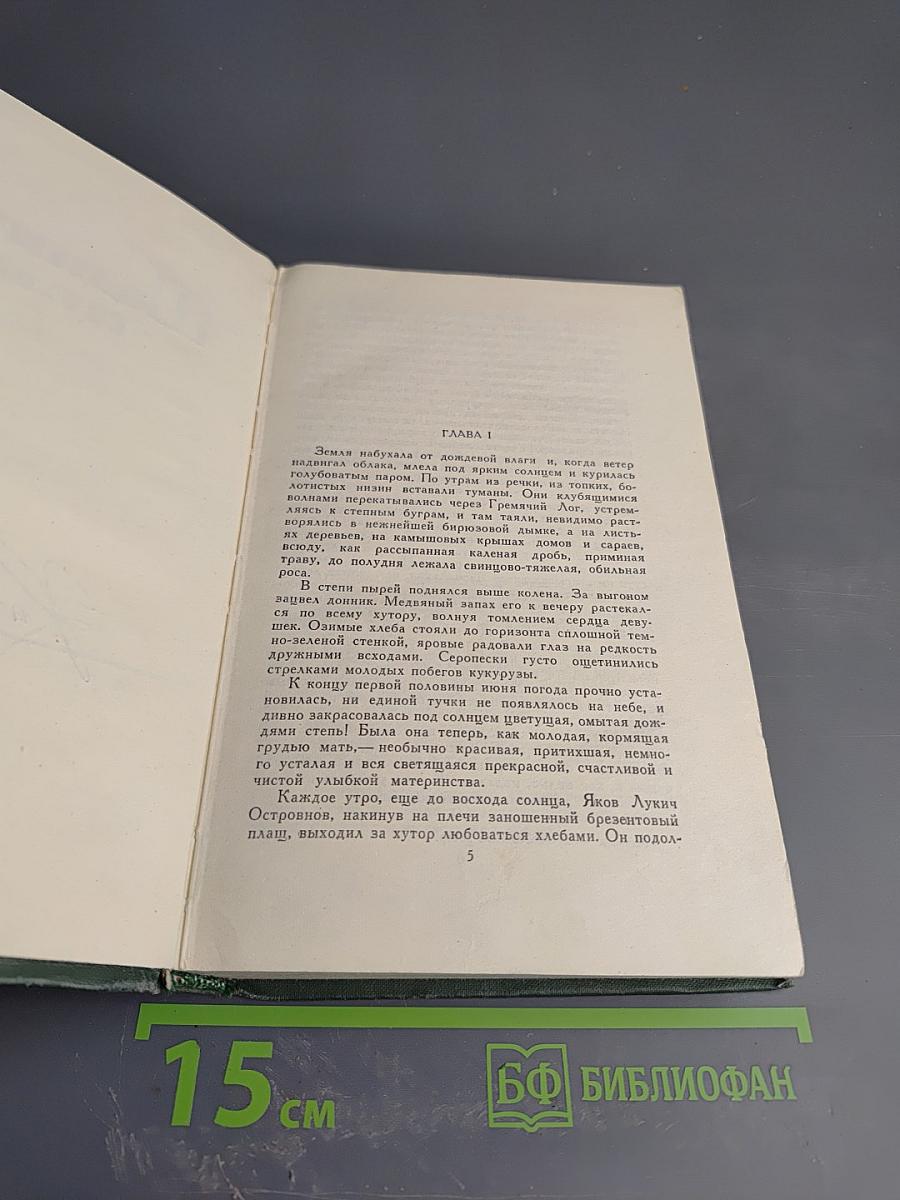 ГЛАВА I
Земля набухала от дождевой влаги и, когда ветер
надвигал облака, млела под ярким солнцем и курилась
голубоватым паром. По утрам из речки, из топких, бо-
лотистых низин вставали туманы. Они клубящимися
волнами перекатывались через Гремячий Лог, устрем-
ляясь к степным буграм, и там таяли, невидимо раст-
ворялись в нежнейшей бирюзовой дымке, а на листь-
ях деревьев, на камышовых крышах домов и сараев,
всюду, как рассыпанная каленая дробь, приминая
траву, до полудня лежала свинцово-тяжелая, обильная
роса.
В степи пырей поднялся выше колена. За выгоном
зацвел донник. Медвяный запах его к вечеру растекал-
ся по всему хутору, волнуя томлением сердца деву-
шек. Озимые хлеба стояли до горизонта сплошной тем-
но-зеленой стенкой, яровые радовали глаз на редкость
дружными всходами. Серопески густо ощетинились
стрелками молодых побегов кукурузы.
К концу первой половины июня погода прочно уста-
новилась, ни единой тучки не появлялось на небе, и
дивно закрасовалась под солнцем цветущая, омытая дож-
дями степь! Была она теперь, как молодая, кормящая
грудью мать,— необычно красивая, притихшая, немно-
го усталая и вся светящаяся прекрасной, счастливой и
чистой улыбкой материнства.
Каждое утро, еще до восхода солнца, Яков Лукич
Островнов, накинув на плечи заношенный брезентовый
плащ, выходил за хутор любоваться хлебами. Он подол-
5
15 см
БФ БИБЛИОФАН